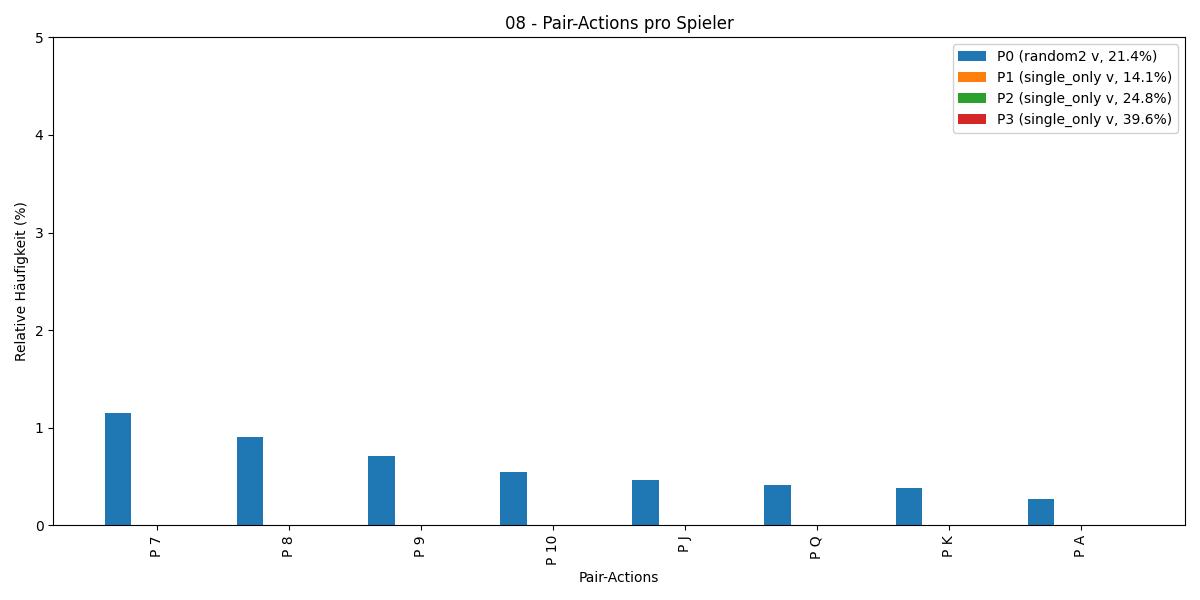 08 - Pair-Actions pro Spieler
P0 (random2 v, 21.4%)
P1 (single_only v, 14.1%)
P2 (single_only v, 24.8%)
P3 (single_only v, 39.6%)
Relative Häufigkeit (%)
5
4
3
2
1
0
P 7
P 8
P 9
P 10
P J
P Q
P K
P A
Pair-Actions